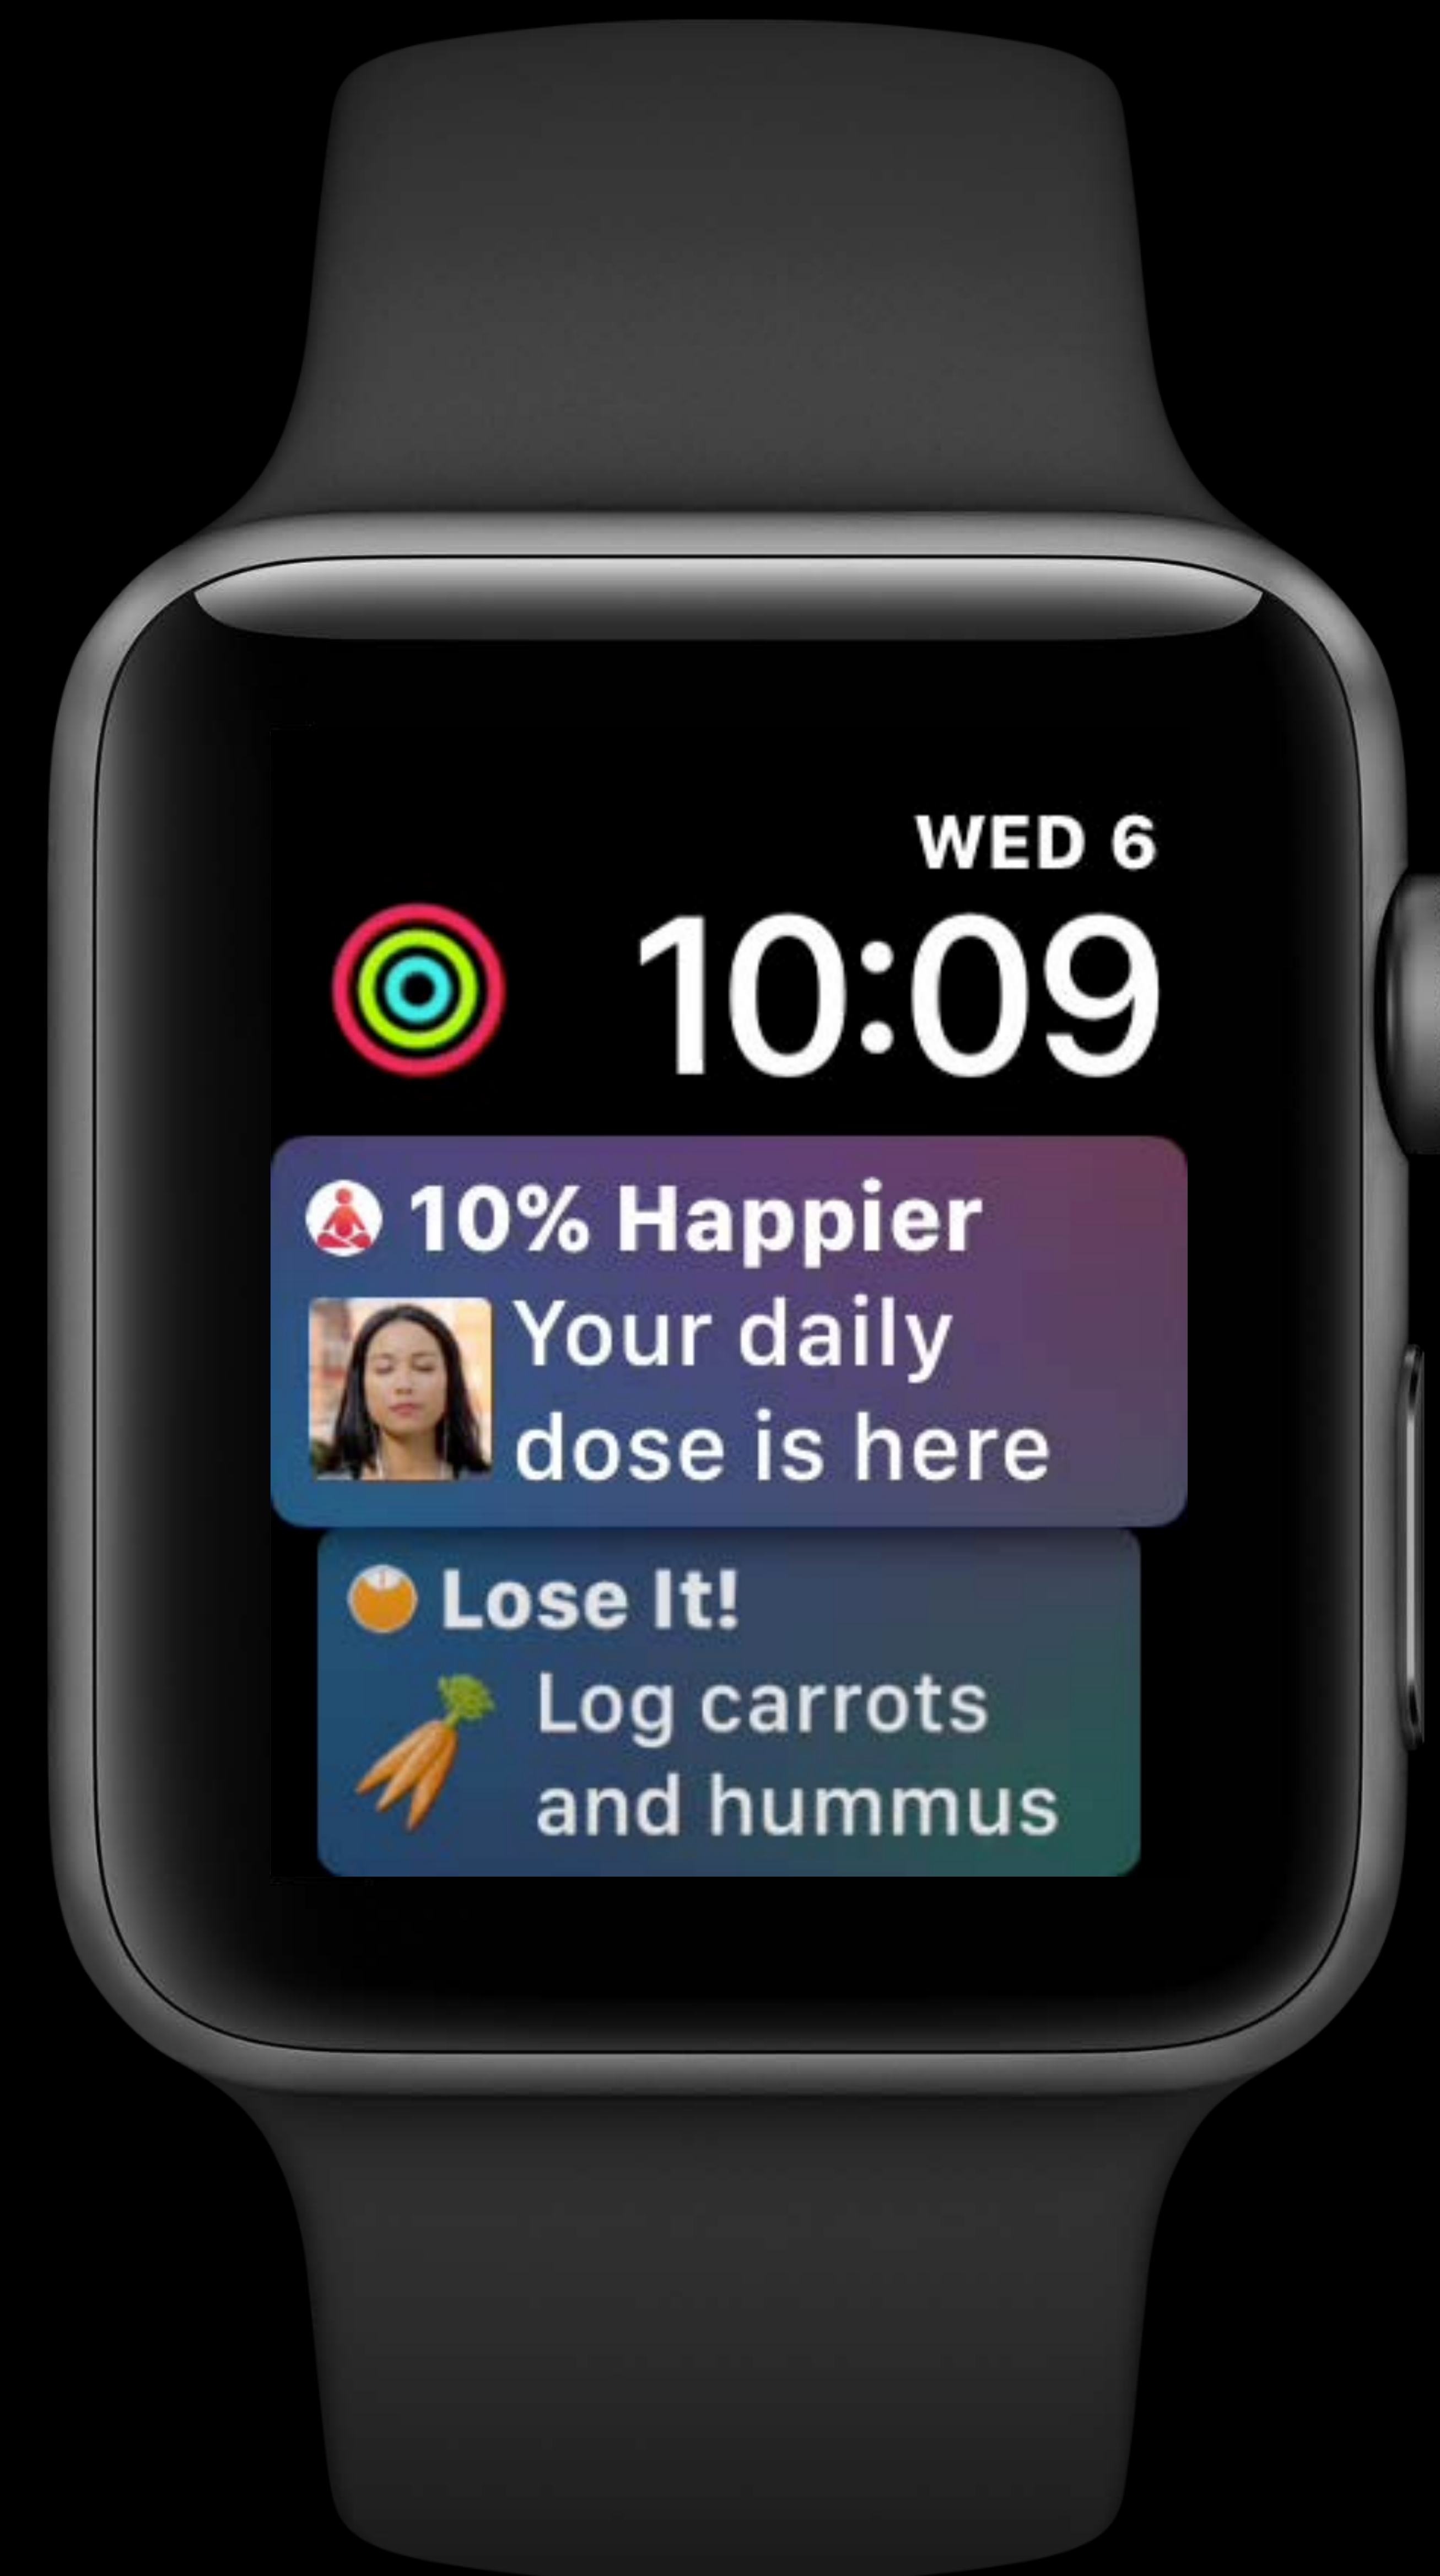 WED 6
10:09
10% Happier
Your daily
dose is here
Lose It!
Log carrots
and hummus